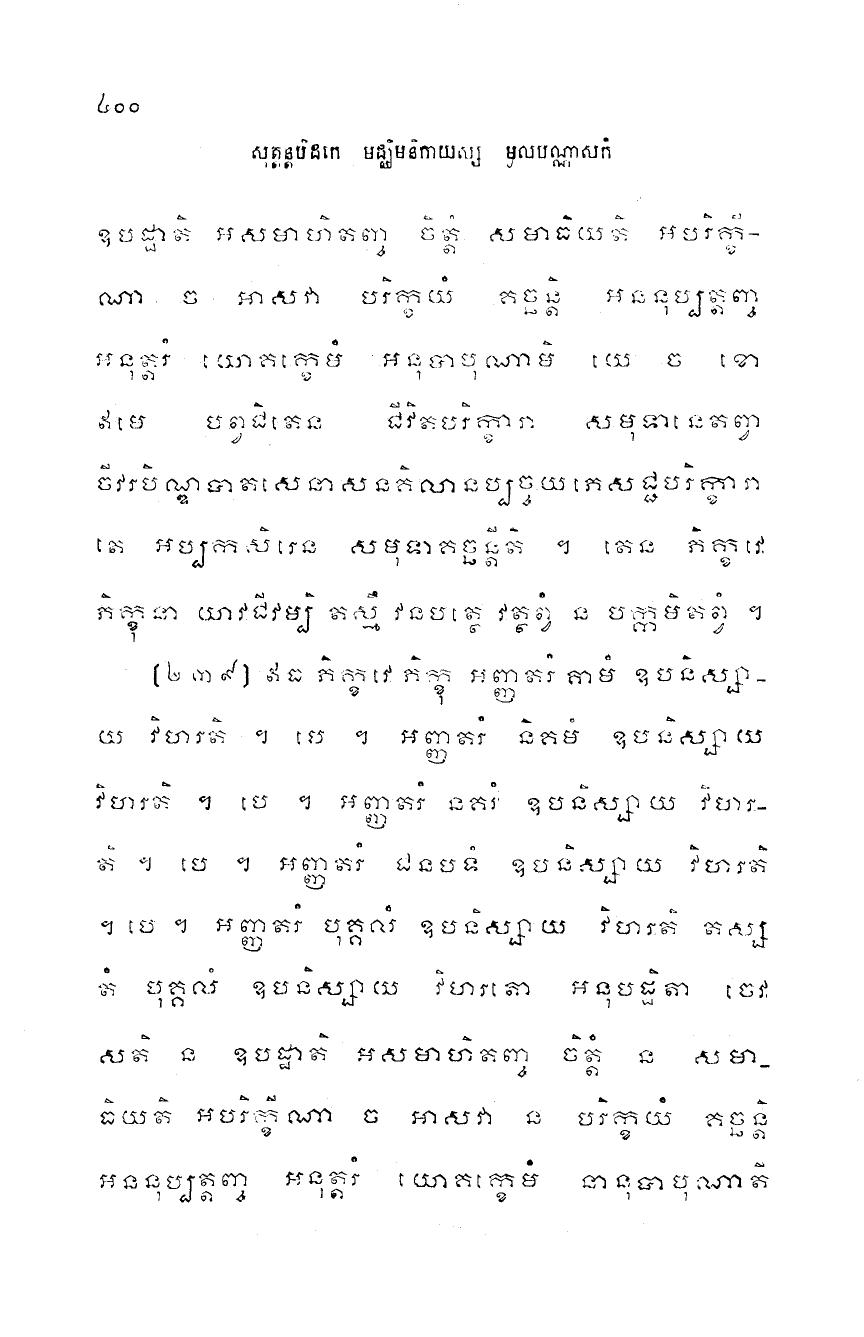 ៤០០
សុត្តន្តបិដកេ មជ្ឈិមនិកាយស្ស មូលបណ្ណាសកំ
ឧបដ្ឋាតិ អសមាហិតញ្ច ចិត្តំ សមាធិយតិ អបរិក្ខី-
ណា ច អាសវា បរិក្ខយំ គច្ឆន្តិ អននុប្បត្តញ្ច
អនុត្តរំ យោគក្ខេមំ អនុបាបុណាមិ យេ ច ខោ
ឥមេ បព្វជិតេន ជីវិតបរិក្ខារា សមុទានេតព្វា
ចីវរបិណ្ឌបាតសេនាសនគិលានប្បច្ចយភេសជ្ជបរិក្ខារា
តេ អប្បកសិរេន សមុទាគច្ឆន្តីតិ ។ តេន ភិក្ខវេ
ភិក្ខុនា យាវជីវម្បិ តស្មឹ វនបត្ថេ វត្ថព្វំ ន បក្កមិតព្វំ ។
[២៣៩] ឥធ ភិក្ខវេ ភិក្ខុ អញ្ញតរំ គាមំ ឧបនិស្សា-
យ វិហរតិ ។ បេ ។ អញ្ញតរំ និគមំ ឧបនិស្សាយ
វិហរតិ ។ បេ ។ អញ្ញតរំ នគរំ ឧបនិស្សាយ វិហរ-
តិ ។ បេ ។ អញ្ញតរំ ជនបទំ ឧបនិស្សាយ វិហរតិ
។ បេ ។ អញ្ញតរំ បុគ្គលំ ឧបនិស្សាយ វិហរតិ តស្ស
តំ បុគ្គលំ ឧបនិស្សាយ វិហរតោ អនុបដ្ឋិតា ចេវ
សតិ ន ឧបដ្ឋាតិ អសមាហិតញ្ច ចិត្តំ ន សមា-
ធិយតិ អបរិក្ខីណា ច អាសវា ន បរិក្ខយំ គច្ឆន្តិ
អននុប្បត្តញ្ច អនុត្តរំ យោគក្ខេមំ នានុបាបុណាតិ